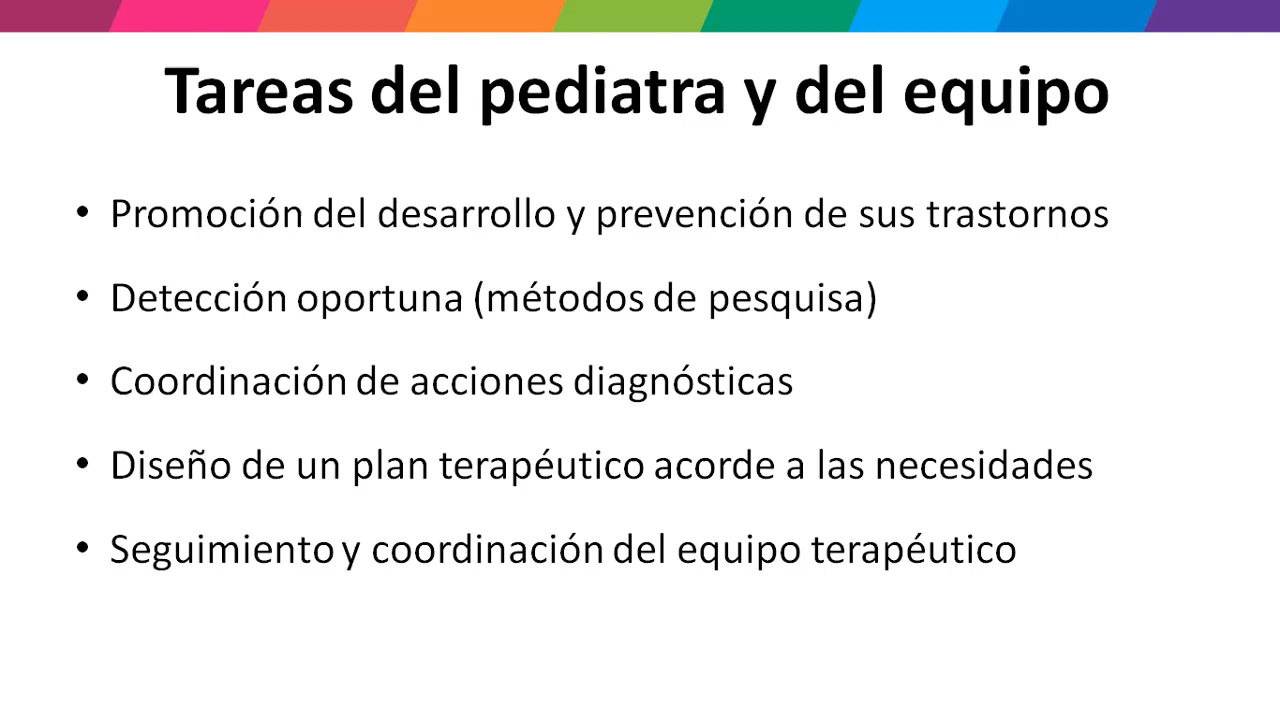 Tareas del pediatra y del equipo
• Promoción del desarrollo y prevención de sus trastornos
• Detección oportuna (métodos de pesquisa)
• Coordinación de acciones diagnósticas
• Diseño de un plan terapéutico acorde a las necesidades
• Seguimiento y coordinación del equipo terapéutico